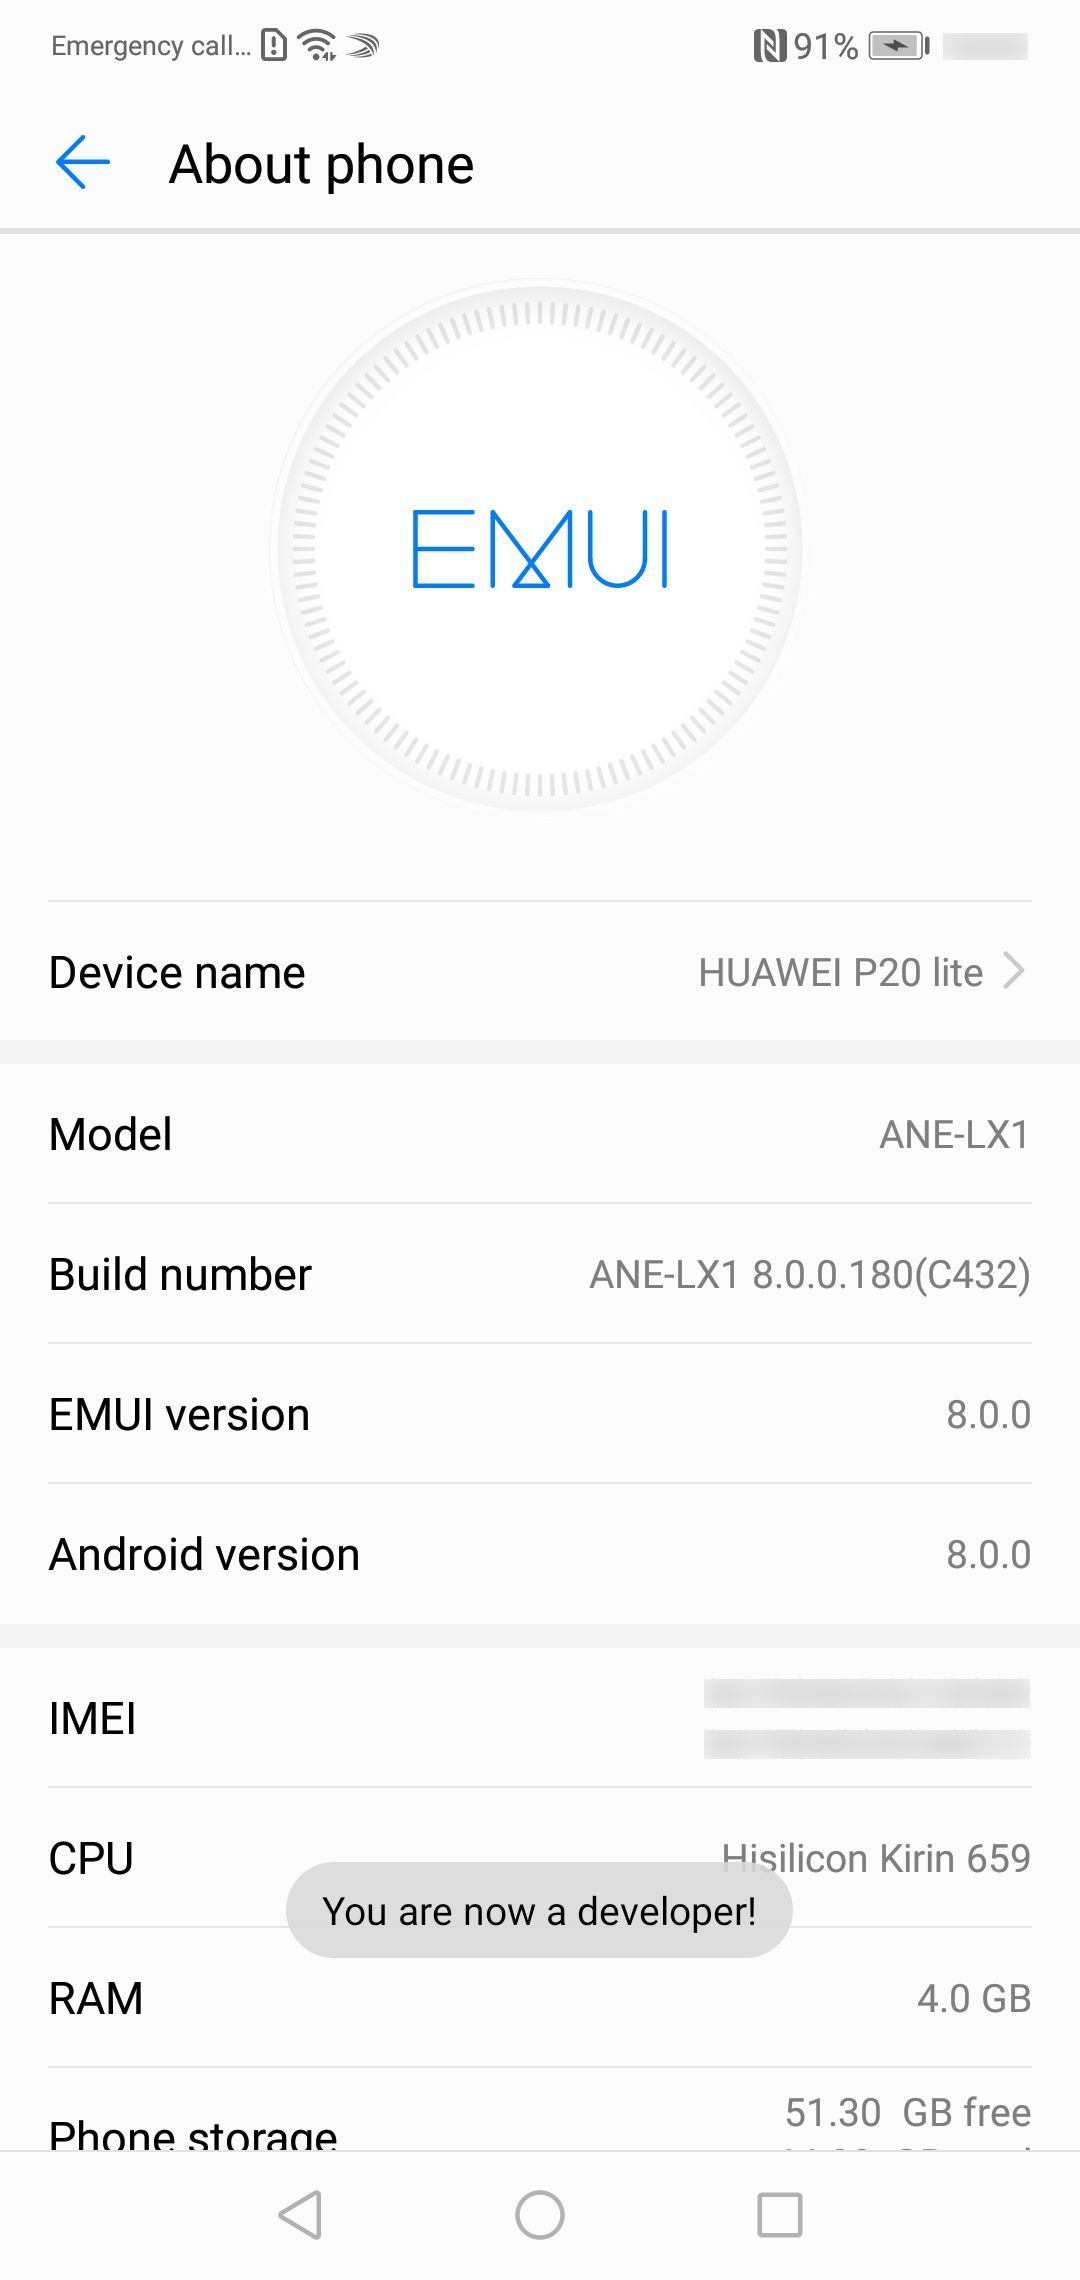 Emergency call... 91%
About phone
EMUI
Device name HUAWEI P20 lite
Model ANE-LX1
Build number ANE-LX1 8.0.0.180(C432)
EMUI version 8.0.0
Android version 8.0.0
IMEI
CPU Hisilicon Kirin 659
You are now a developer!
RAM 4.0 GB
Phone storage 51.30 GB free